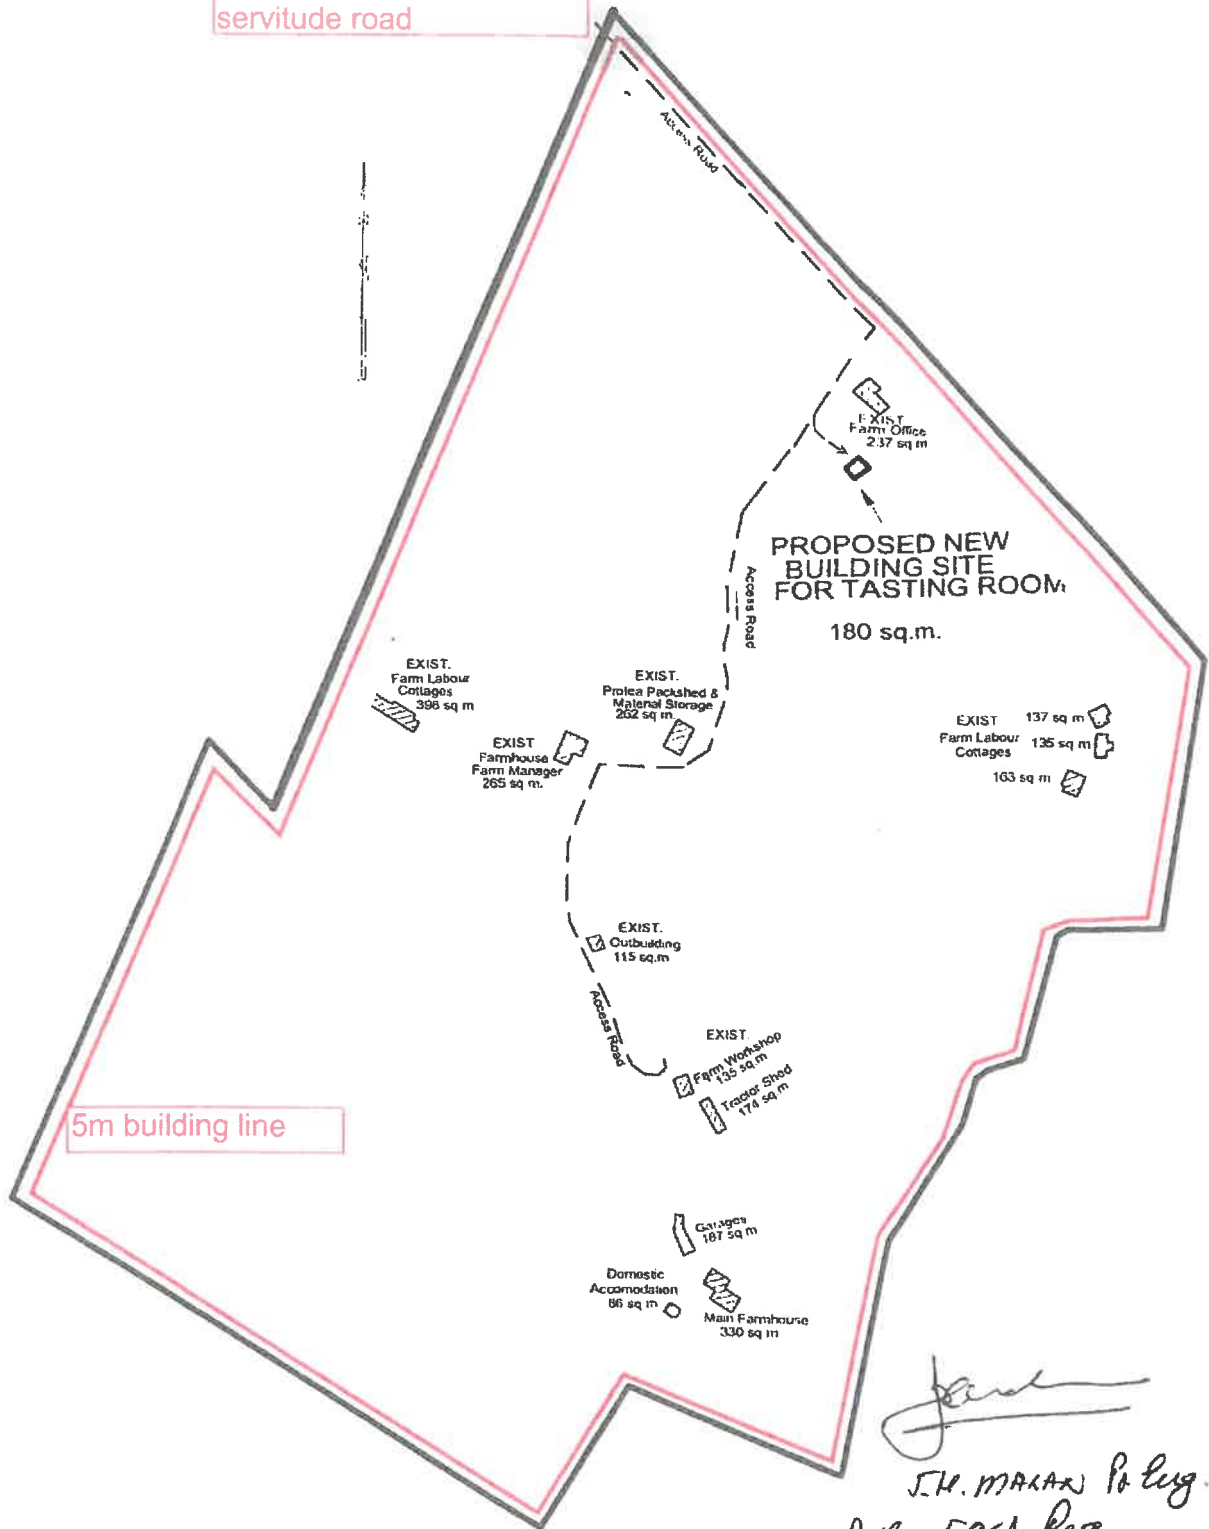 servitude road
Access Road
EXIST
Farm Office
237 sq m
PROPOSED NEW
BUILDING SITE
FOR TASTING ROOM
180 sq.m.
Access Road
EXIST.
Farm Labour
Cottages
398 sq m
EXIST.
Protea Packshed &
Material Storage
262 sq m.
EXIST
Farmhouse
Farm Manager
265 sq m.
EXIST
Farm Labour
Cottages
137 sq m
135 sq m
163 sq m
EXIST.
Outbuilding
115 sq.m
Access Road
EXIST.
Farm Workshop
135 sq m
Tractor Shed
174 sq m
5m building line
Garages
187 sq m
Domestic
Accomodation
86 sq m
Main Farmhouse
330 sq m
J.H. MARAN Pr Eng.